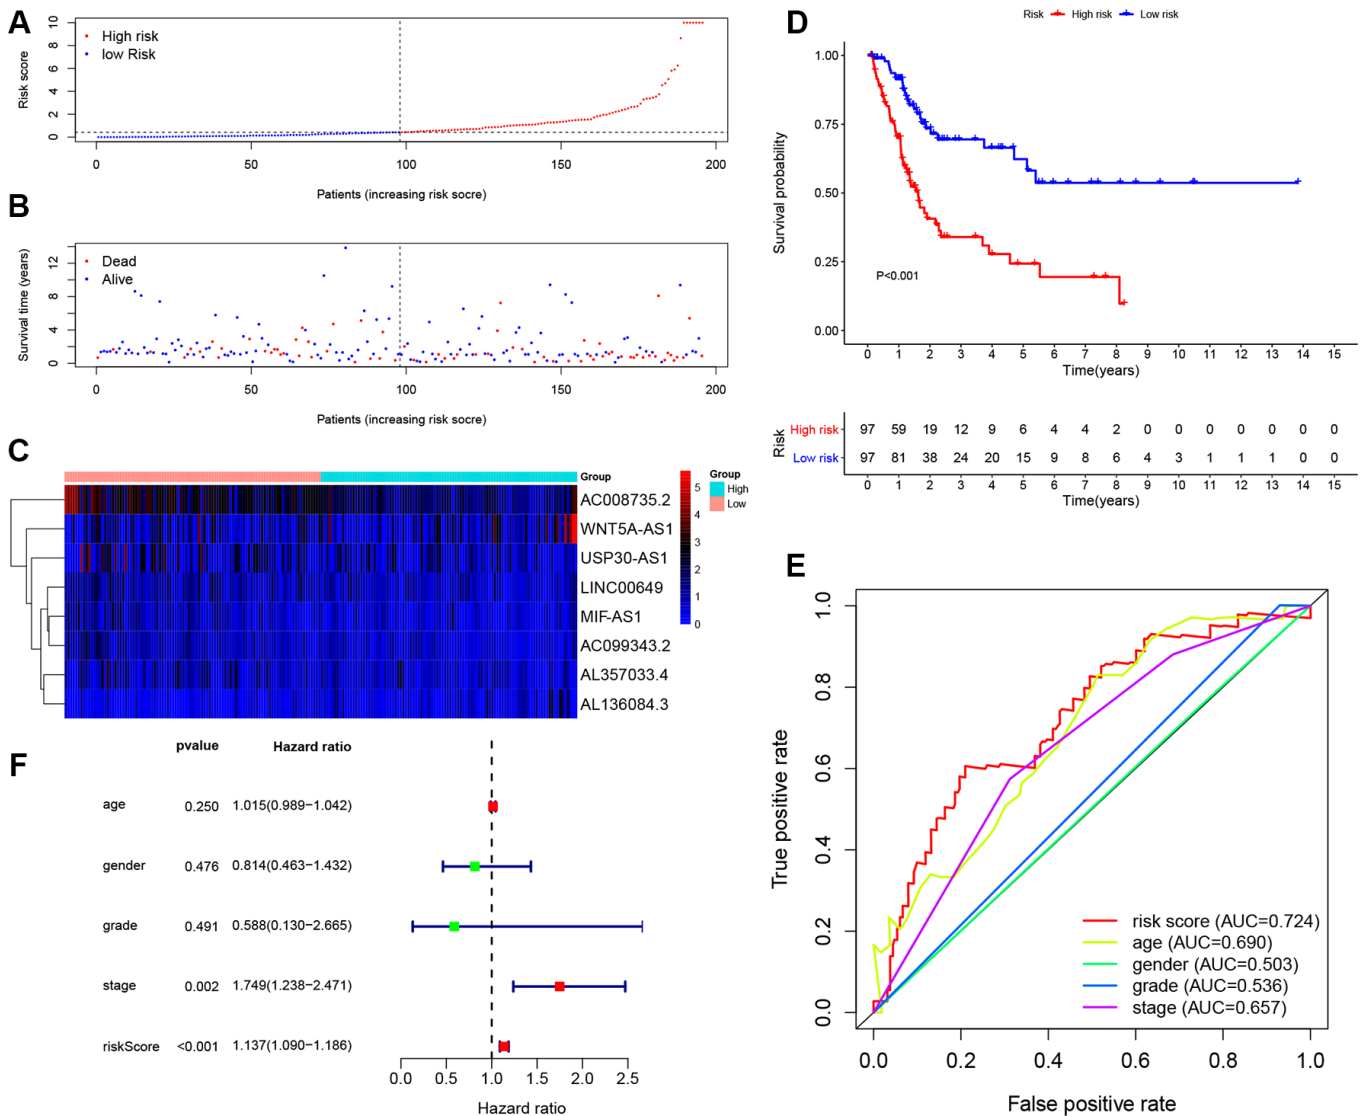 A
Risk score
10
8
6
4
2
0
High risk
low Risk
0 50 100 150 200
Patients (increasing risk socre)
B
Survival time (years)
12
8
4
0
Dead
Alive
0 50 100 150 200
Patients (increasing risk socre)
C
Group
AC008735.2
WNT5A-AS1
USP30-AS1
LINC00649
MIF-AS1
AC099343.2
AL357033.4
AL136084.3
5
4
3
2
1
0
Group
High
Low
D
Risk High risk Low risk
Survival probability
1.00
0.75
0.50
0.25
0.00
P<0.001
0 1 2 3 4 5 6 7 8 9 10 11 12 13 14 15
Time(years)
Risk
High risk 97 59 19 12 9 6 4 4 2 0 0 0 0 0 0 0
Low risk 97 81 38 24 20 15 9 8 6 4 3 1 1 1 0 0
0 1 2 3 4 5 6 7 8 9 10 11 12 13 14 15
Time(years)
E
True positive rate
1.0
0.8
0.6
0.4
0.2
0.0
risk score (AUC=0.724)
age (AUC=0.690)
gender (AUC=0.503)
grade (AUC=0.536)
stage (AUC=0.657)
0.0 0.2 0.4 0.6 0.8 1.0
False positive rate
F
pvalue Hazard ratio
age 0.250 1.015(0.989−1.042)
gender 0.476 0.814(0.463−1.432)
grade 0.491 0.588(0.130−2.665)
stage 0.002 1.749(1.238−2.471)
riskScore <0.001 1.137(1.090−1.186)
0.0 0.5 1.0 1.5 2.0 2.5
Hazard ratio